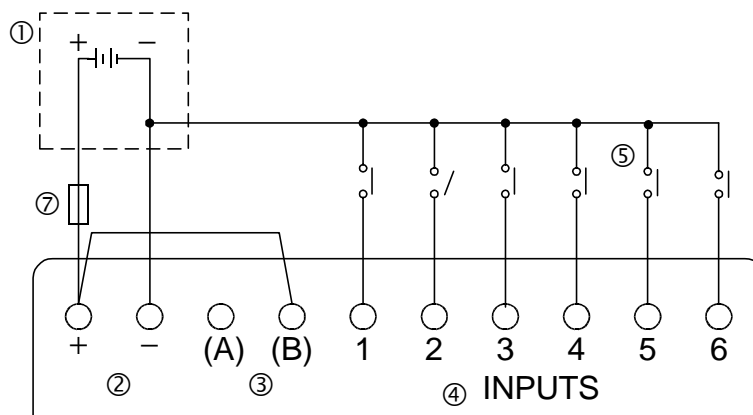 ①
+ −
⑤
⑦
+ − (A) (B) 1 2 3 4 5 6
② ③ ④ INPUTS